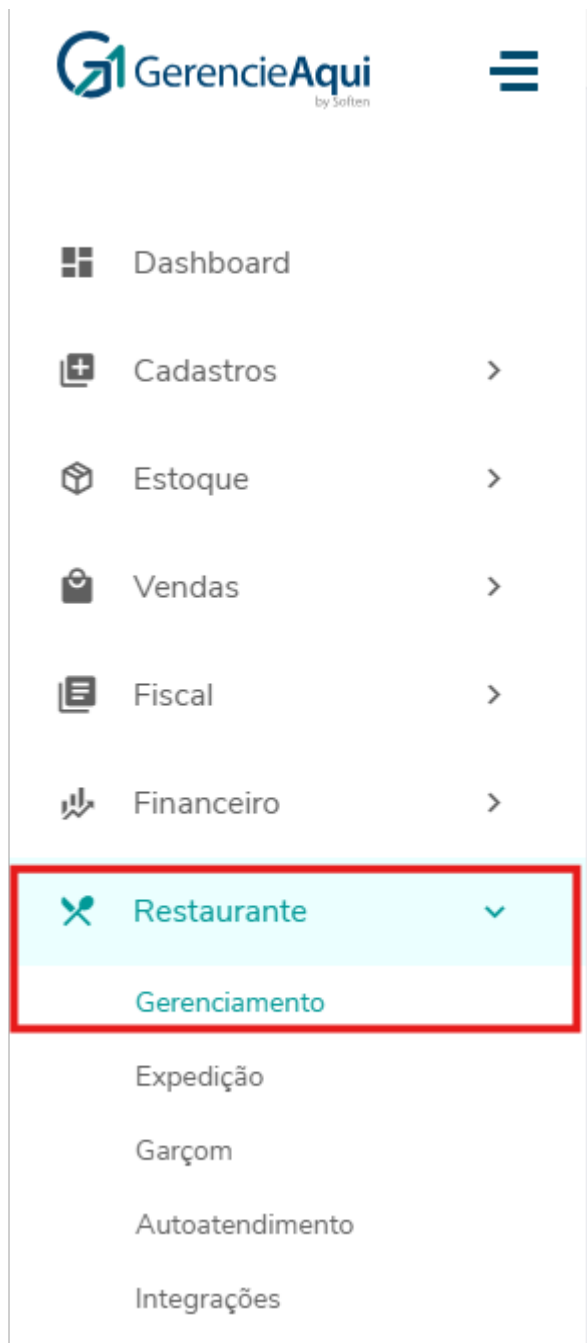 GerencieAqui
by Soften
Dashboard
Cadastros
Estoque
Vendas
Fiscal
Financeiro
Restaurante
Gerenciamento
Expedição
Garçom
Autoatendimento
Integrações